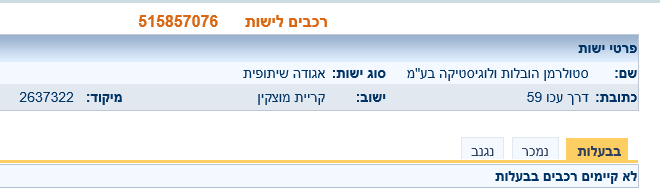 רכבים לישות 515857076
פרטי ישות
שם: סטולרמן הובלות ולוגיסטיקה בע"מ סוג ישות: אגודה שיתופית
כתובת: דרך עכו 59 ישוב: קריית מוצקין מיקוד: 2637322
בבעלות נמכר נגנב
לא קיימים רכבים בבעלות